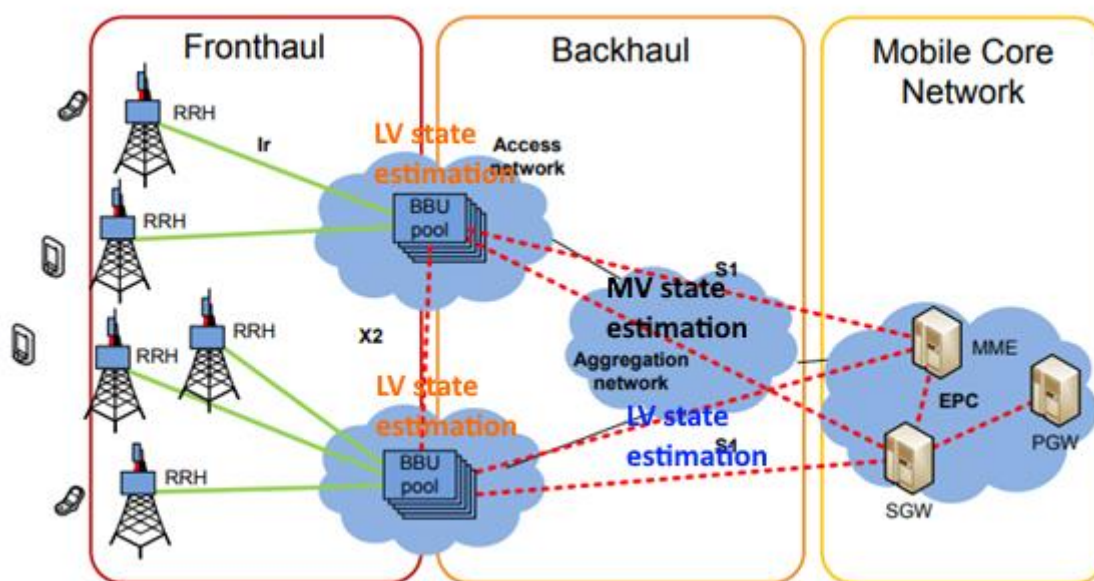 Fronthaul
Backhaul
Mobile Core
Network
RRH
Ir
LV state
estimation
Access
network
BBU
pool
RRH
S1
MV state
estimation
X2
RRH
RRH
Aggregation
network
MME
EPC
PGW
LV state
estimation
LV state
estimation
S1
BBU
pool
RRH
SGW